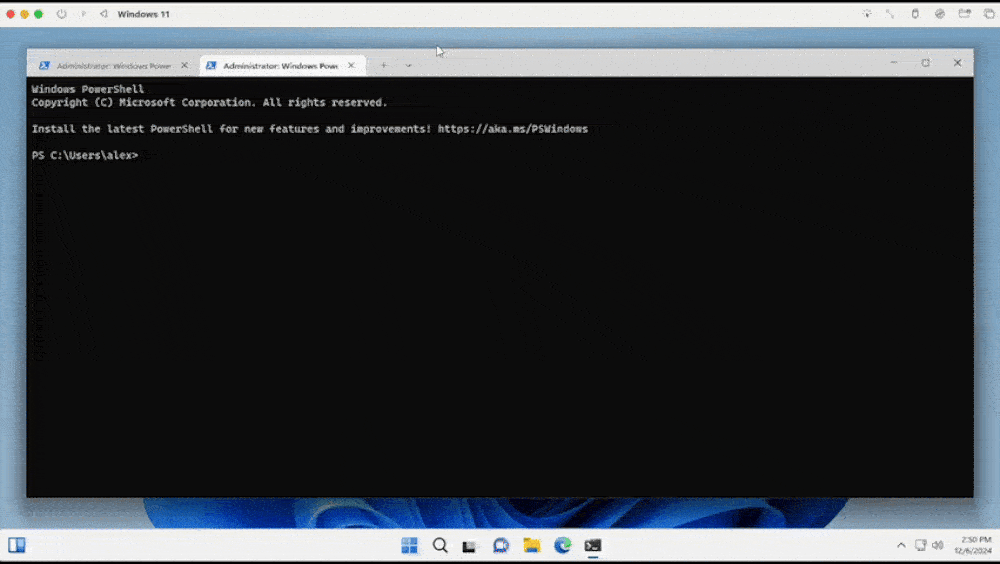 Windows 11
Administrator: Windows Power
Administrator: Windows Powe
Windows PowerShell
Copyright (C) Microsoft Corporation. All rights reserved.
Install the latest PowerShell for new features and improvements! https://aka.ms/PSWindows
PS C:\Users\alex>
2:50 PM
12/6/2024